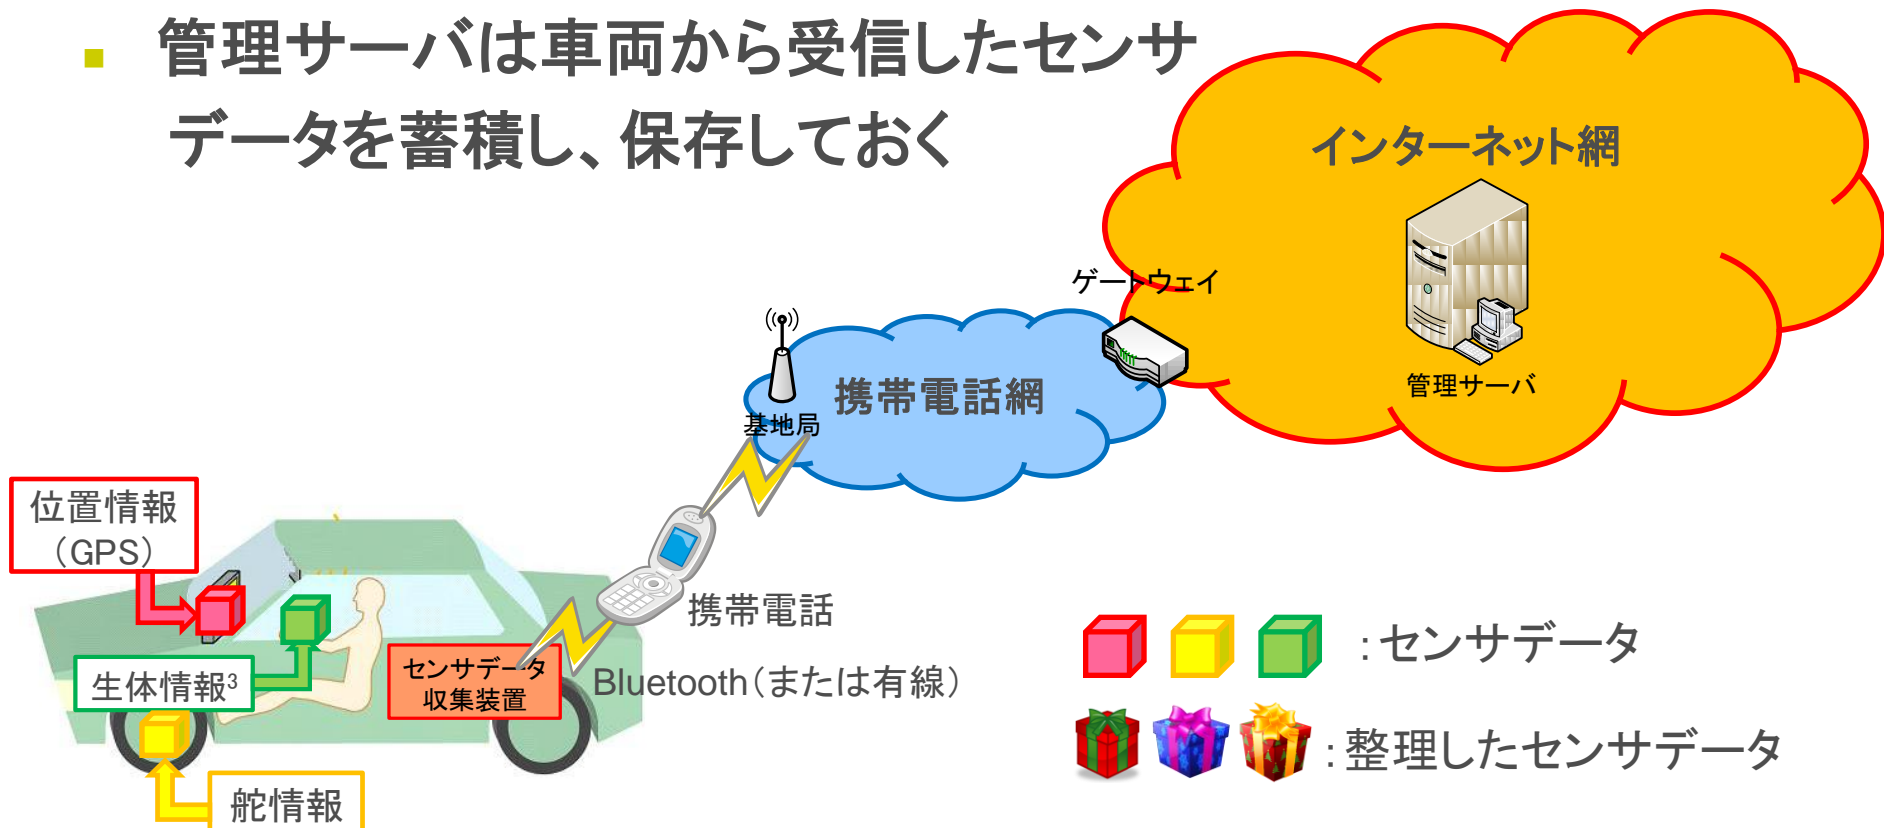 管理サーバは車両から受信したセンサ
データを蓄積し、保存しておく
インターネット網
管理サーバ
ゲートウェイ
基地局
携帯電話網
位置情報
（GPS）
生体情報3
舵情報
センサデータ
収集装置
携帯電話
Bluetooth（または有線）
：センサデータ
：整理したセンサデータ